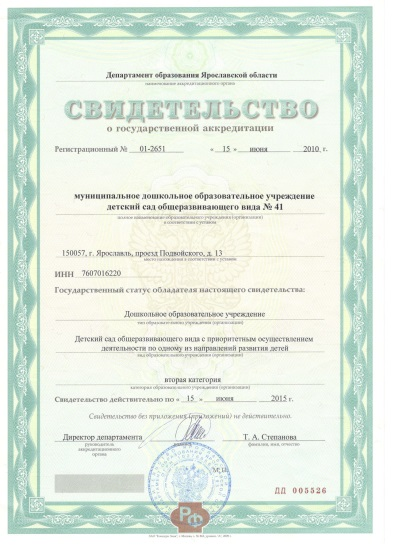 Департамент образования Ярославской области
наименование аккредитационного органа
СВИДЕТЕЛЬСТВО
о государственной аккредитации
Регистрационный № 01-2651 « 15 » июня 2010 г.
муниципальное дошкольное образовательное учреждение
детский сад общеразвивающего вида № 41
полное наименование образовательного учреждения (организации)
в соответствии с уставом
150057, г. Ярославль, проезд Подвойского, д. 13
место нахождения в соответствии с уставом
ИНН 7607016220
Государственный статус обладателя настоящего свидетельства:
Дошкольное образовательное учреждение
тип образовательного учреждения (организации)
Детский сад общеразвивающего вида с приоритетным осуществлением
деятельности по одному из направлений развития детей
вид образовательного учреждения (организации)
вторая категория
категория образовательного учреждения (организации)
Свидетельство действительно по « 15 » июня 2015 г.
Свидетельство без приложения (приложений) не действительно.
Директор департамента Т. А. Степанова
руководитель подпись фамилия, имя, отчество
аккредитационного
органа
М.П.
ДД 005526
РФ